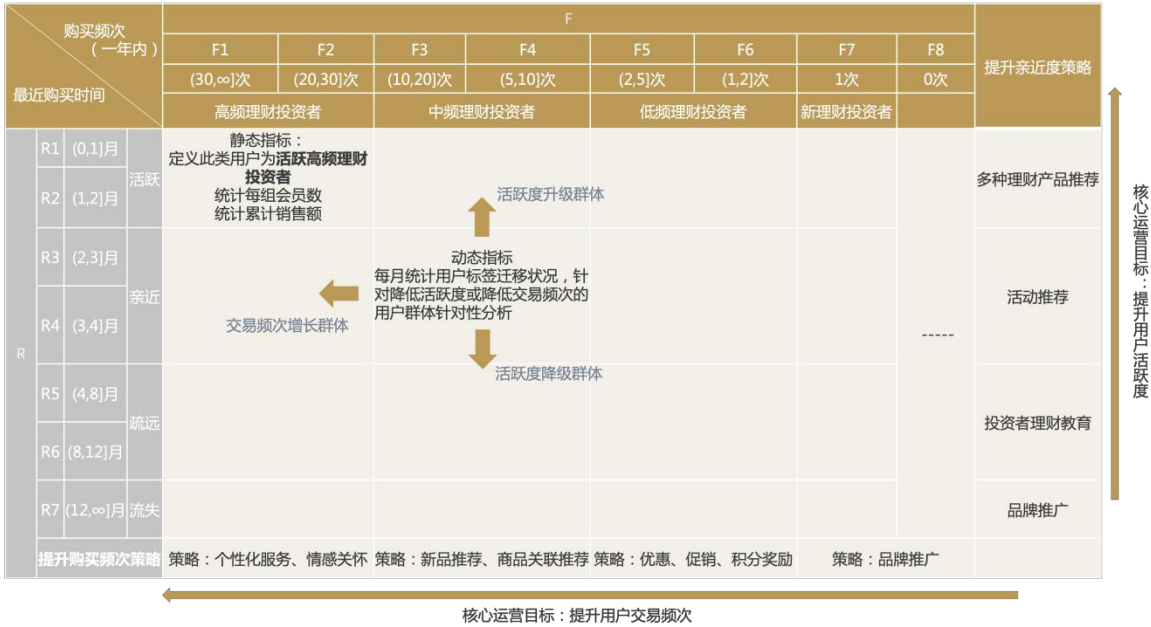 购买频次
（一年内）
最近购买时间
F
提升亲近度策略
F1
F2
F3
F4
F5
F6
F7
F8
(30,∞]次
(20,30]次
(10,20]次
(5,10]次
(2,5]次
(1,2]次
1次
0次
高频理财投资者
中频理财投资者
低频理财投资者
新理财投资者
R
R1
(0,1]月
R2
(1,2]月
活跃
静态指标：
定义此类用户为活跃高频理财
投资者
统计每组会员数
统计累计销售额
活跃度升级群体
多种理财产品推荐
R3
(2,3]月
R4
(3,4]月
亲近
动态指标
每月统计用户标签迁移状况，针
对降低活跃度或降低交易频次的
用户群体针对性分析
交易频次增长群体
活动推荐
-----
R5
(4,8]月
R6
(8,12]月
疏远
活跃度降级群体
投资者理财教育
R7
(12,∞]月
流失
品牌推广
提升购买频次策略
策略：个性化服务、情感关怀
策略：新品推荐、商品关联推荐
策略：优惠、促销、积分奖励
策略：品牌推广
核心运营目标：提升用户活跃度
核心运营目标：提升用户交易频次